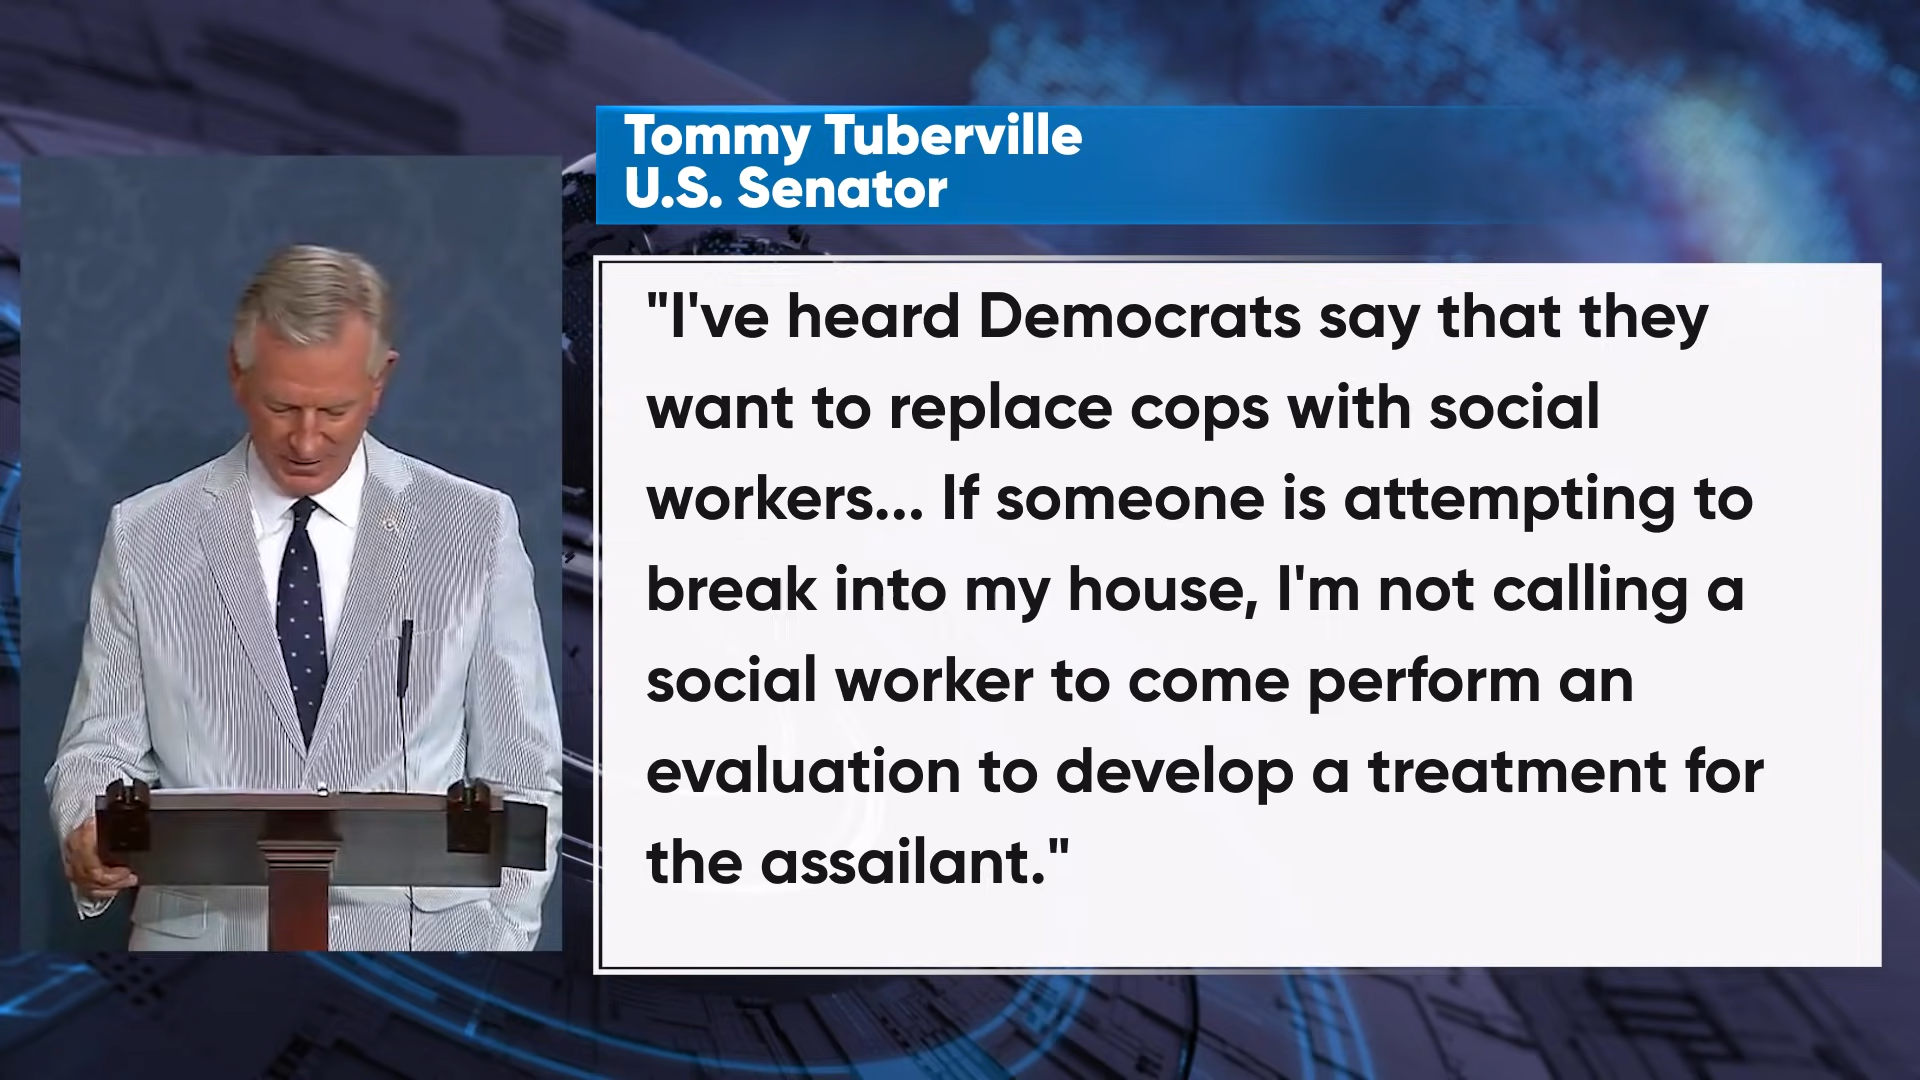 Tommy Tuberville
U.S. Senator
"I've heard Democrats say that they
want to replace cops with social
workers... If someone is attempting to
break into my house, I'm not calling a
social worker to come perform an
evaluation to develop a treatment for
the assailant."